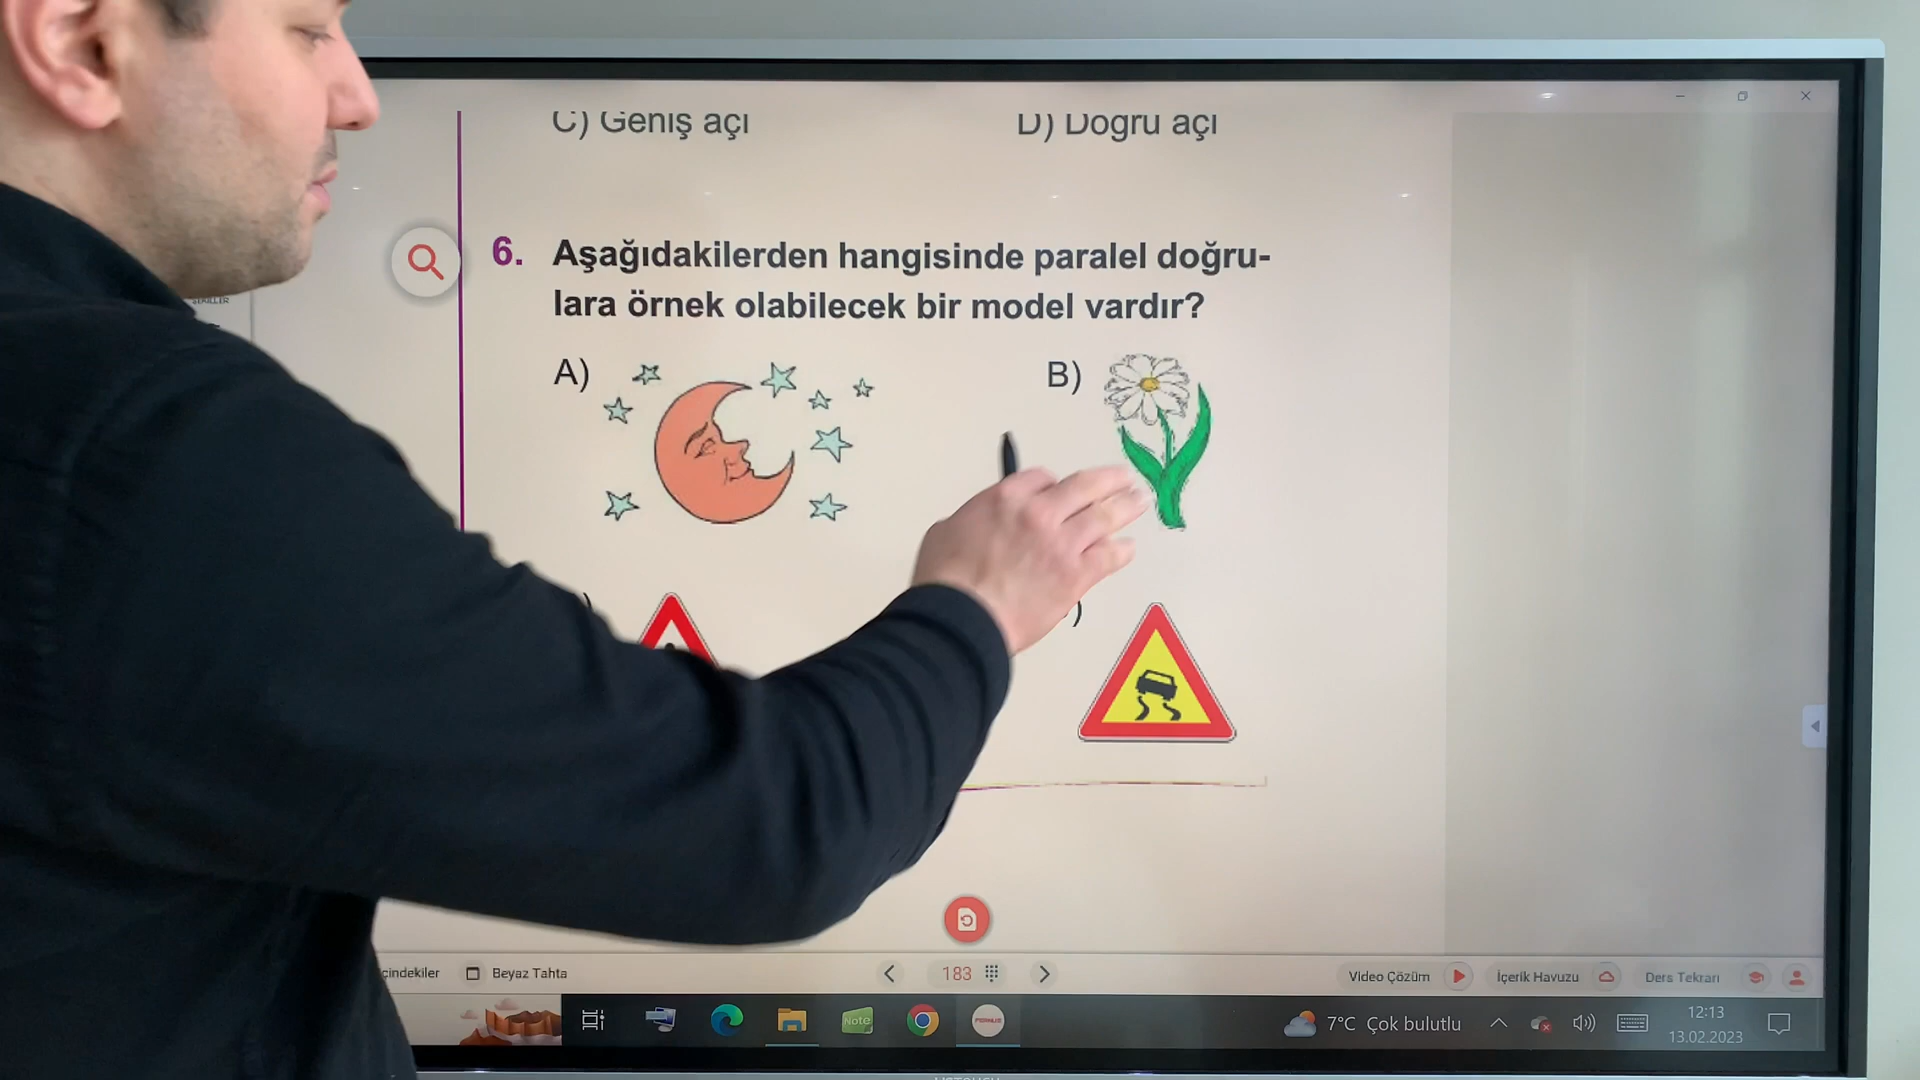 C) Geniş açı
D) Doğru açı
6. Aşağıdakilerden hangisinde paralel doğru-
lara örnek olabilecek bir model vardır?
A)
B)
Beyaz Tahta
183
Video Çözüm
İçerik Havuzu
Ders Tekrarı
Note
7°C Çok bulutlu
12:13
13.02.2023